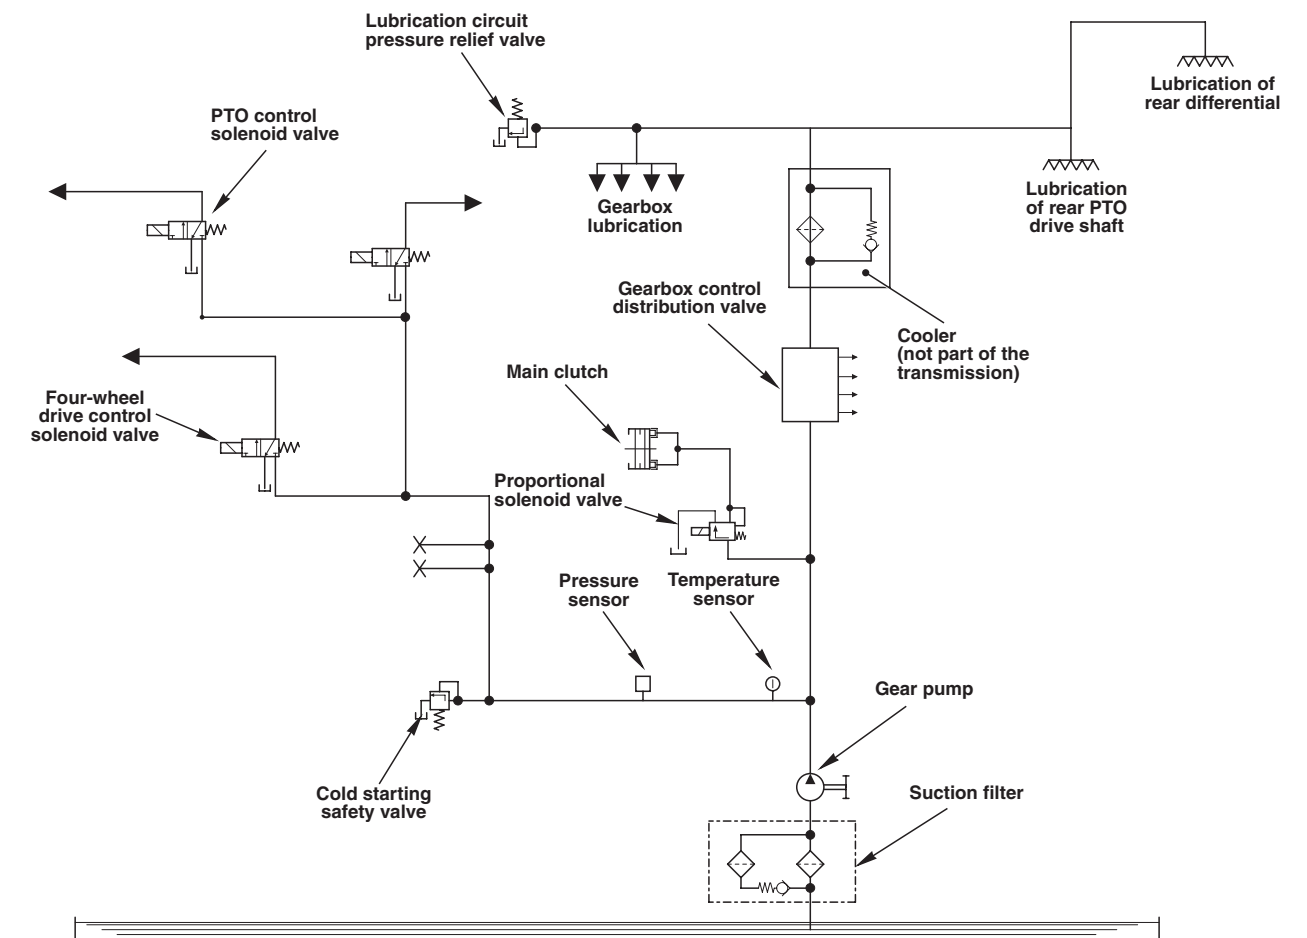 Lubrication circuit
pressure relief valve
PTO control
solenoid valve
Lubrication of
rear differential
Gearbox
lubrication
Lubrication
of rear PTO
drive shaft
Gearbox control
distribution valve
Cooler
(not part of the
transmission)
Main clutch
Four-wheel
drive control
solenoid valve
Proportional
solenoid valve
Pressure
sensor
Temperature
sensor
Gear pump
Cold starting
safety valve
Suction filter